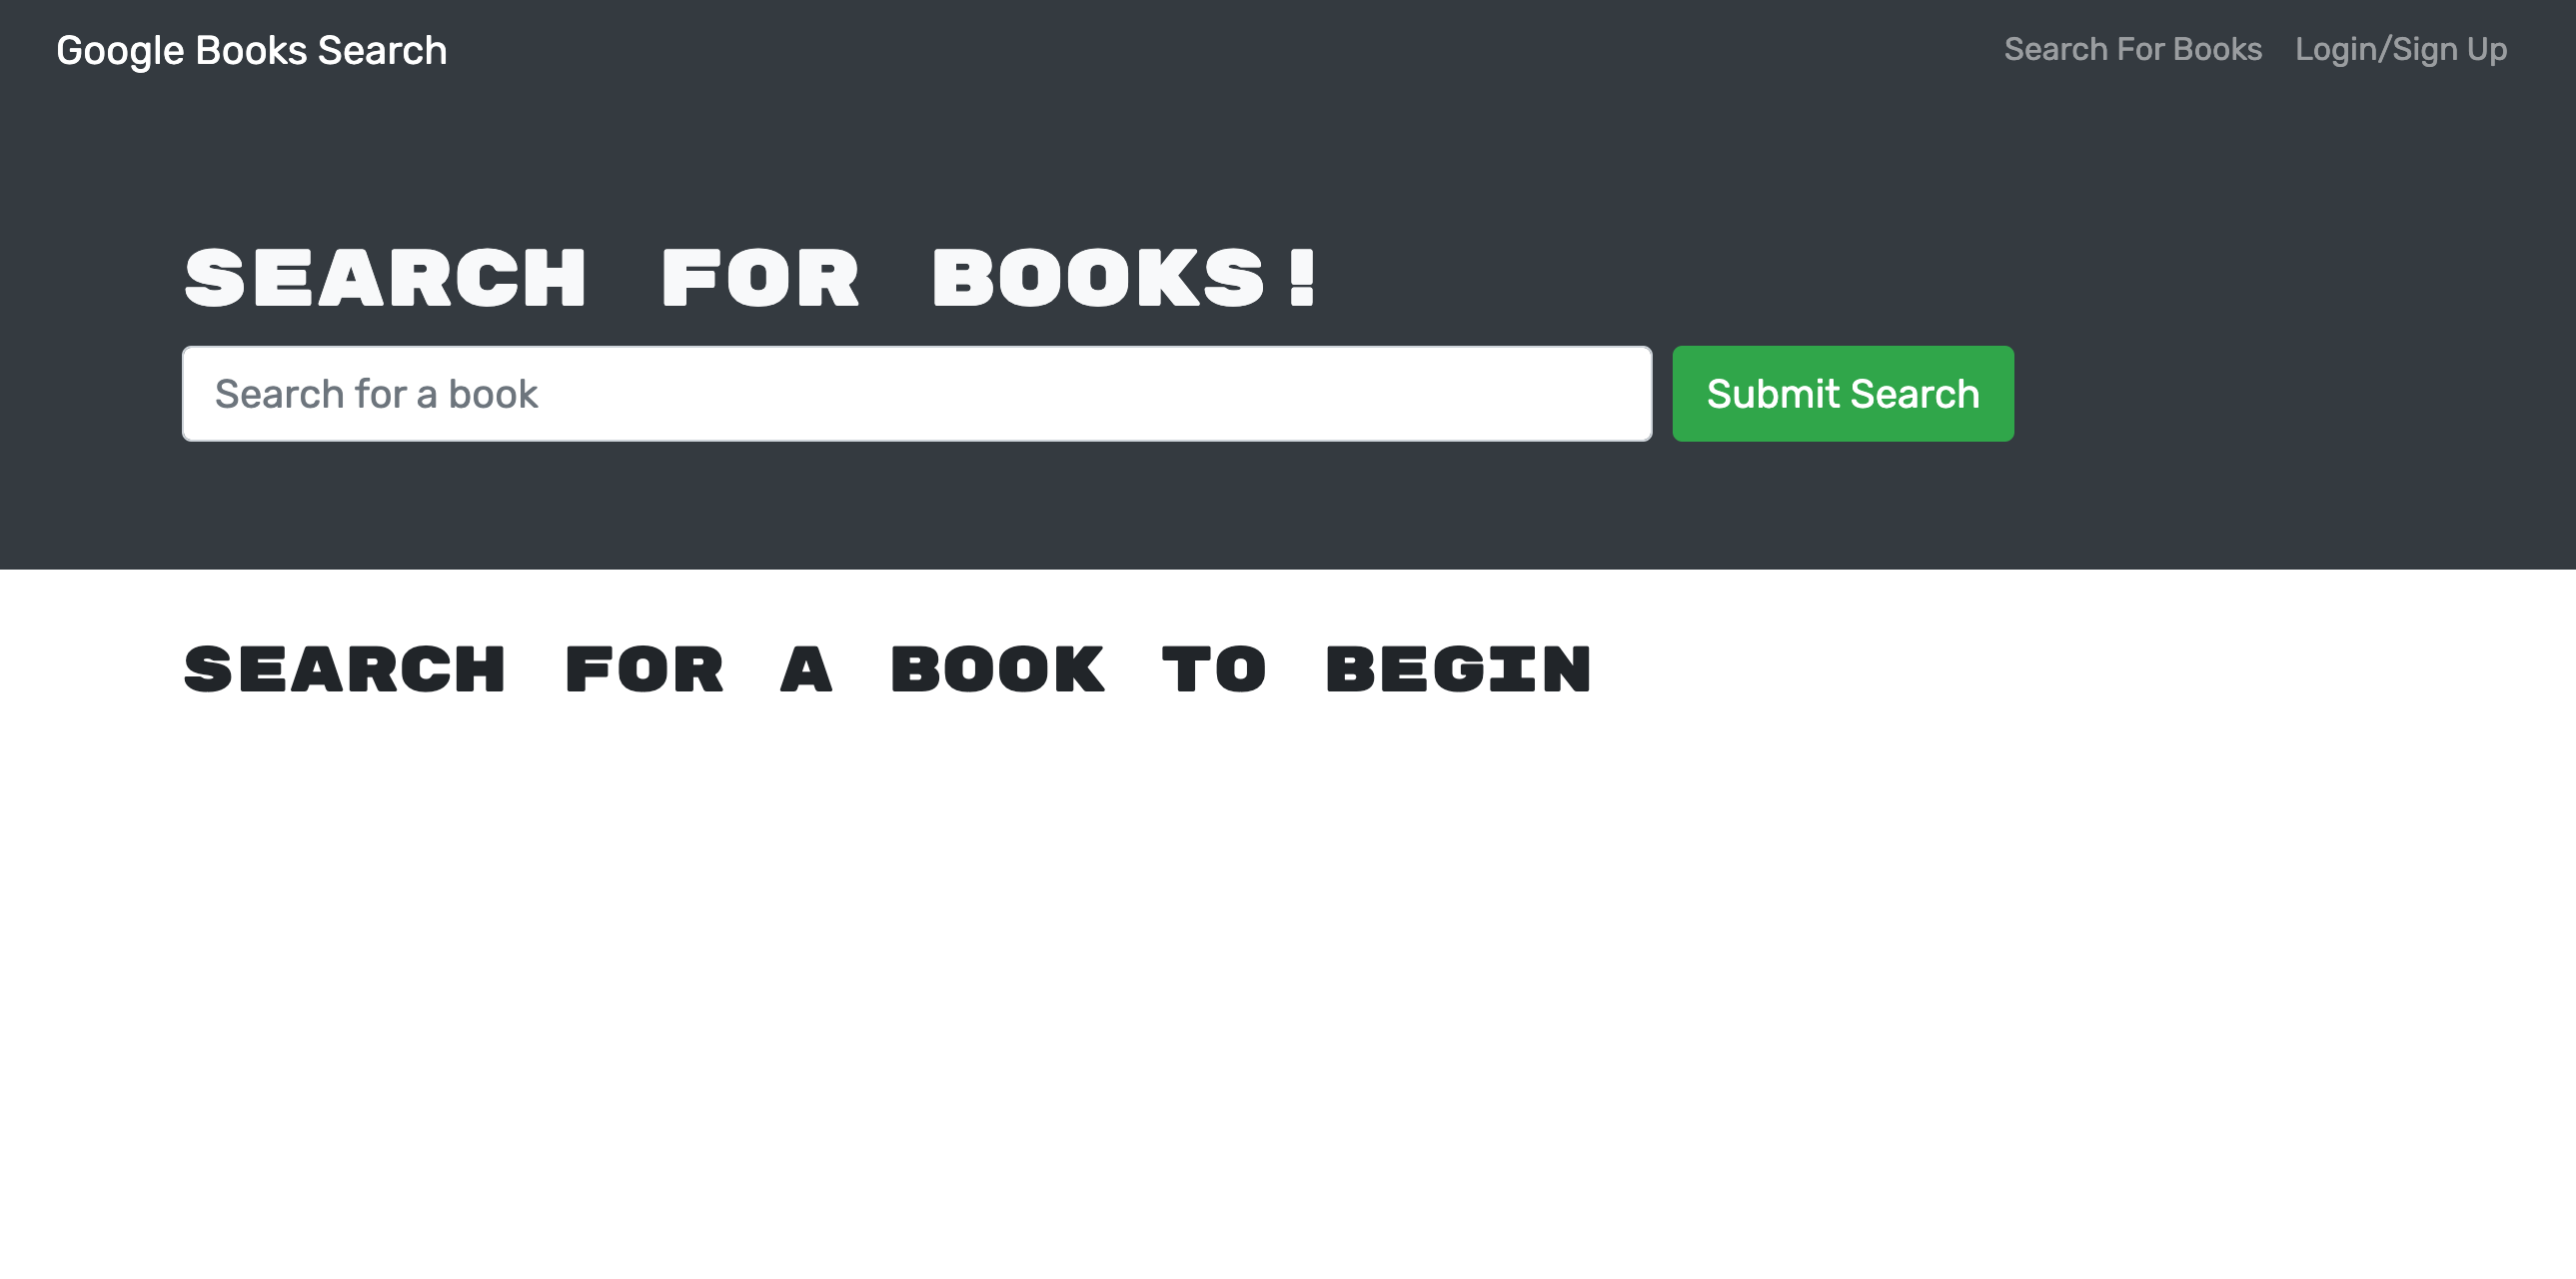 Google Books Search
Search For Books
Login/Sign Up
SEARCH FOR BOOKS!
Search for a book
Submit Search
SEARCH FOR A BOOK TO BEGIN